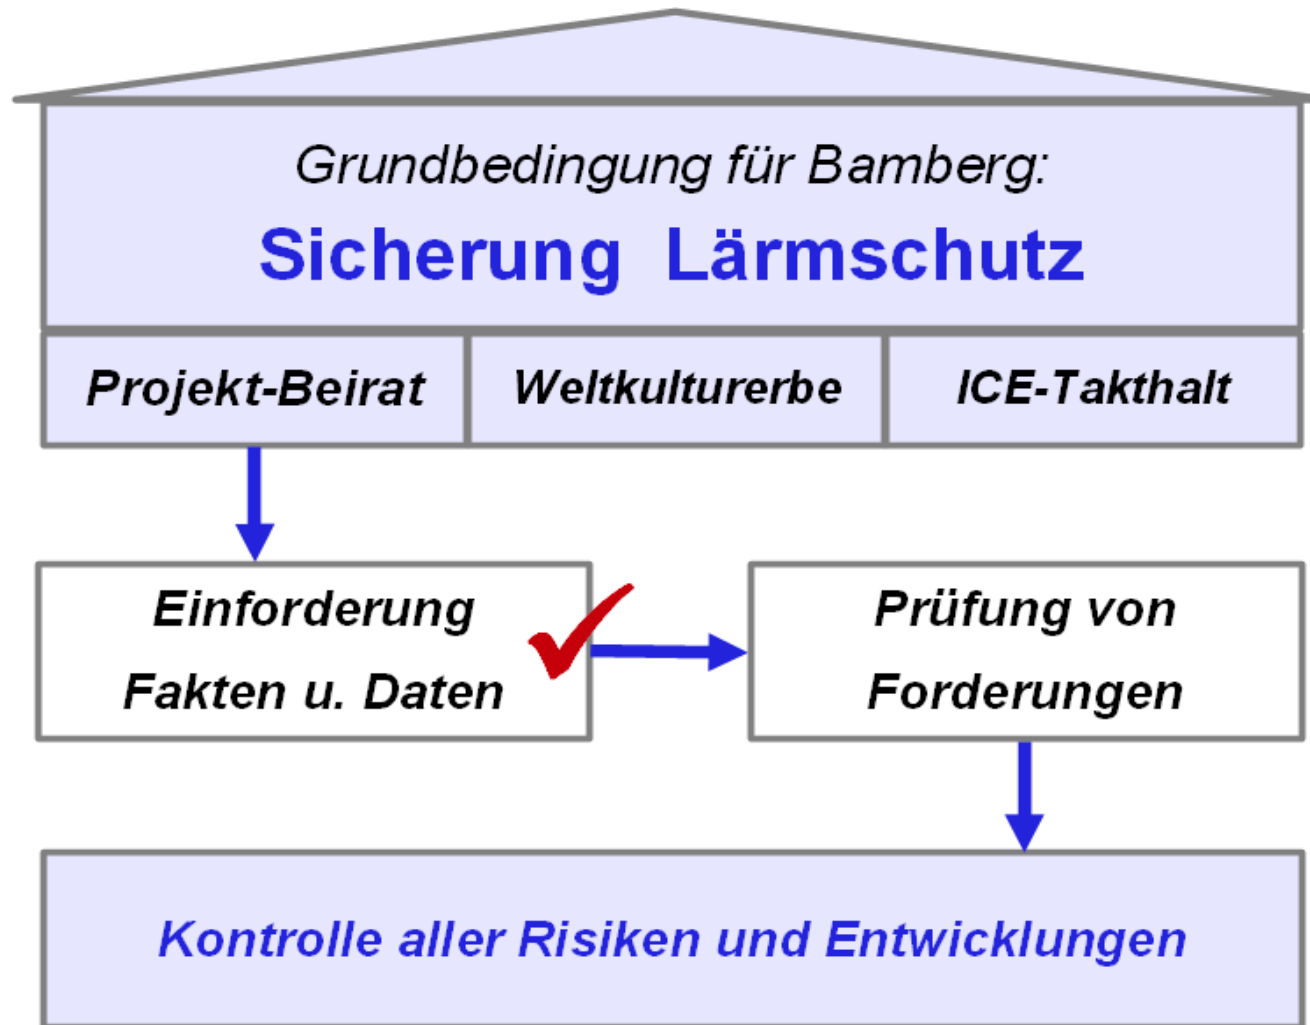 Grundbedingung für Bamberg:
Sicherung Lärmschutz
Projekt-Beirat
Weltkulturerbe
ICE-Takthalt
Einforderung
Fakten u. Daten
Prüfung von
Forderungen
Kontrolle aller Risiken und Entwicklungen